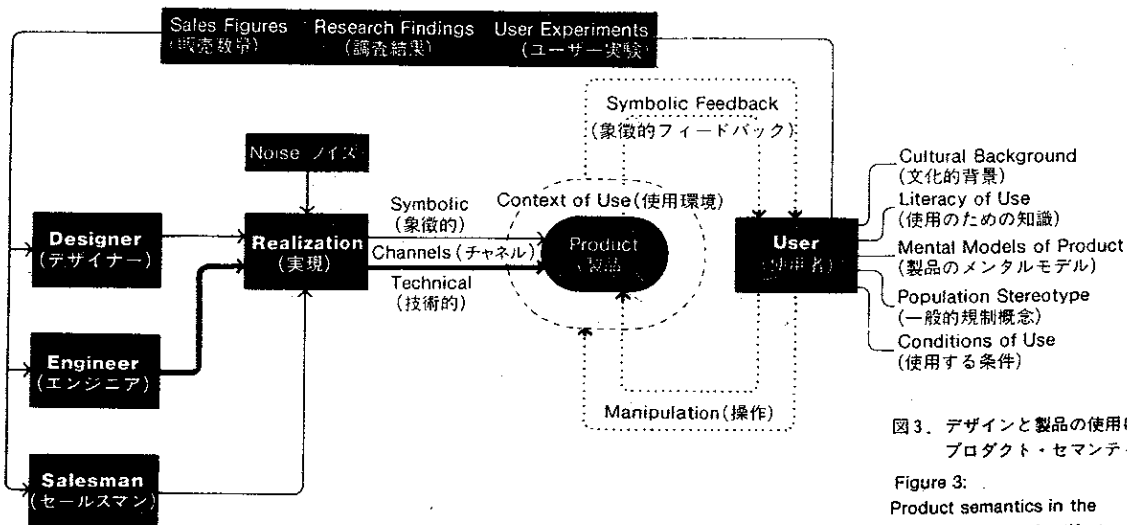 Sales Figures
(販売数量)
Research Findings
(調査結果)
User Experiments
(ユーザー実験)
Symbolic Feedback
(象徴的フィードバック)
Noise ノイズ
Context of Use(使用環境)
Symbolic
(象徴的)
Channels(チャネル)
Technical
(技術的)
Designer
(デザイナー)
Realization
(実現)
Product
(製品)
User
(使用者)
Cultural Background
(文化的背景)
Literacy of Use
(使用のための知識)
Mental Models of Product
(製品のメンタルモデル)
Population Stereotype
(一般的規制概念)
Conditions of Use
(使用する条件)
Engineer
(エンジニア)
Manipulation(操作)
Salesman
(セールスマン)
図3. デザインと製品の使用
プロダクト・セマンテ
Figure 3:
Product semantics in the